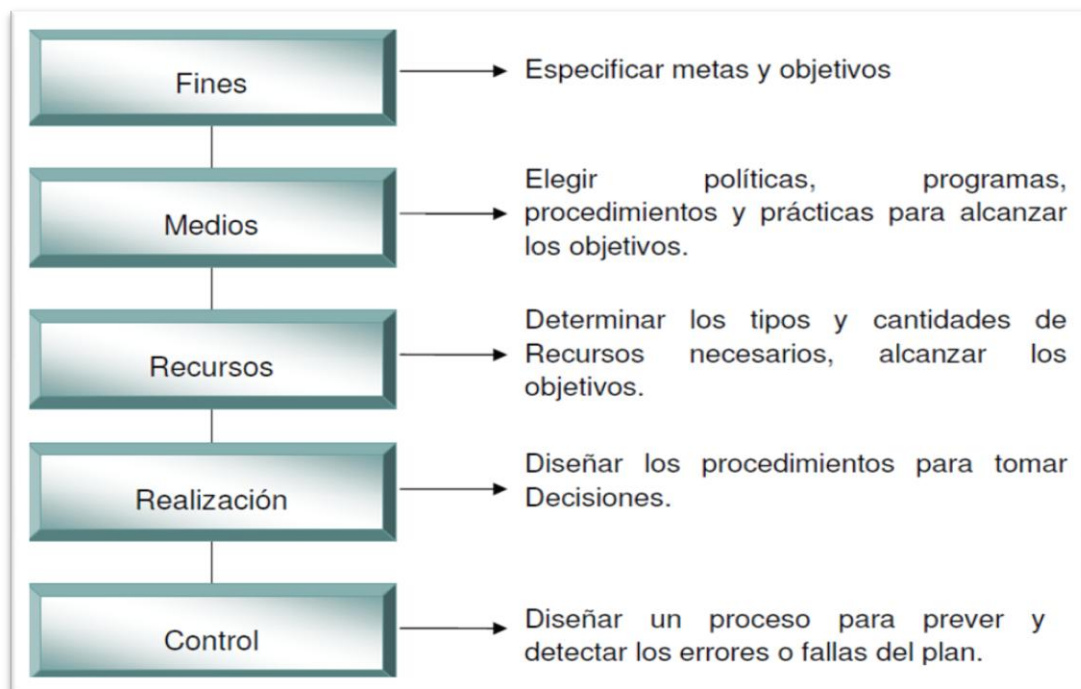 Fines
Especificar metas y objetivos
Medios
Elegir políticas, programas,
procedimientos y prácticas para alcanzar
los objetivos.
Recursos
Determinar los tipos y cantidades de
Recursos necesarios, alcanzar los
objetivos.
Realización
Diseñar los procedimientos para tomar
Decisiones.
Control
Diseñar un proceso para prever y
detectar los errores o fallas del plan.